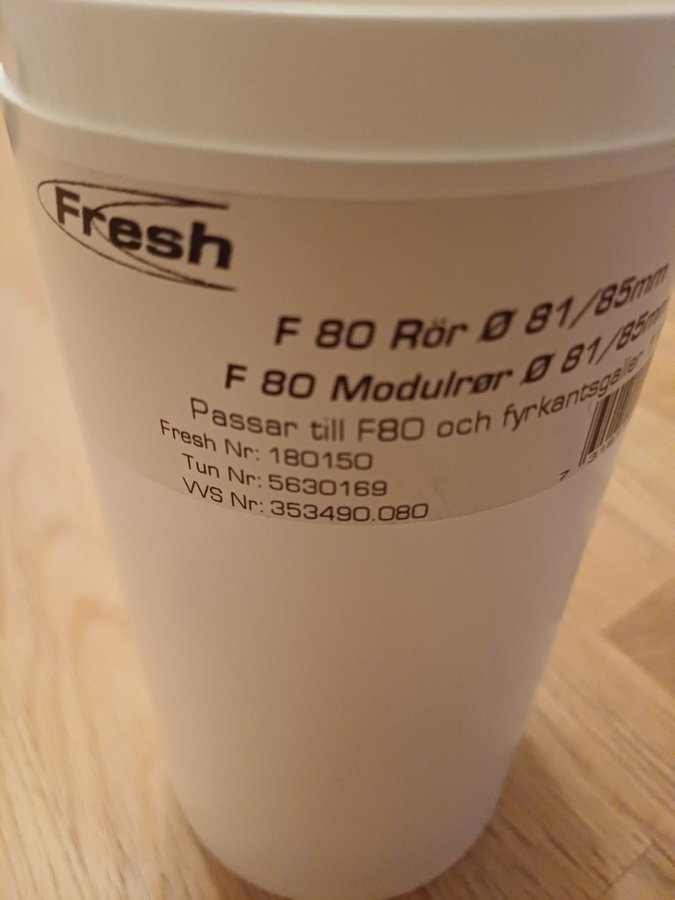 Fresh
F 80 Rör Ø 81/85mm
F 80 Modulrør Ø 81/85mm
Passar till F80 och fyrkantsgaller
Fresh Nr: 180150
Tun Nr: 5630169
VVS Nr: 353490.080